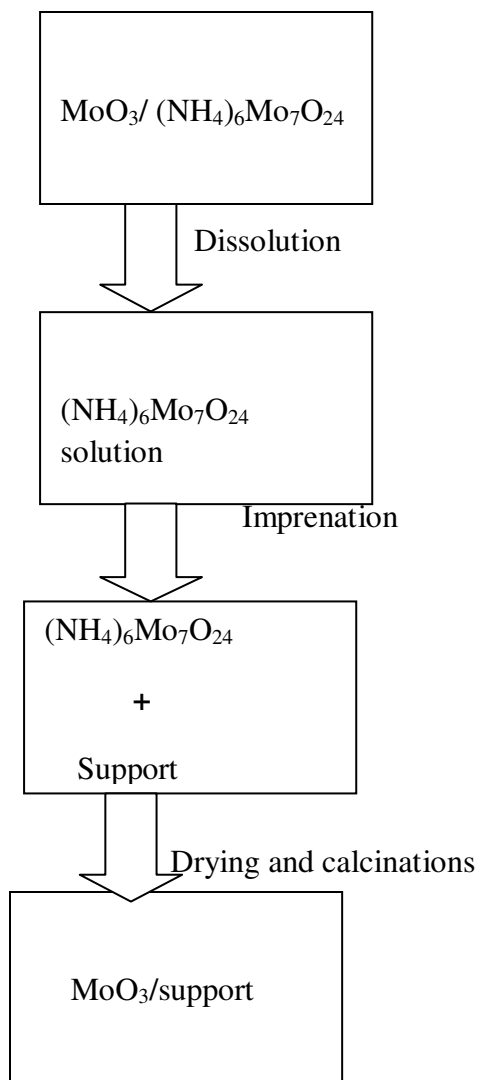 MoO₃/ (NH₄)₆Mo₇O₂₄
Dissolution
(NH₄)₆Mo₇O₂₄
solution
Imprenation
(NH₄)₆Mo₇O₂₄
+
Support
Drying and calcinations
MoO₃/support